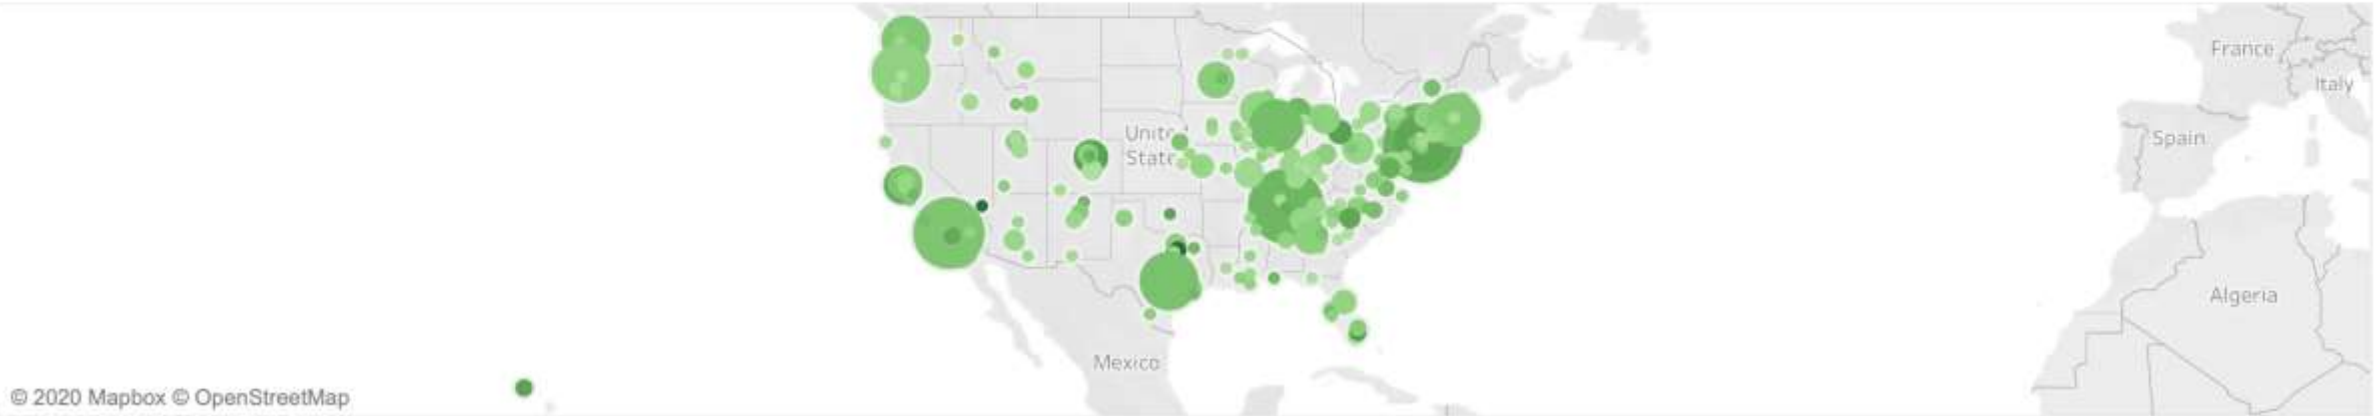 France
Italy
United
States
Spain
Algeria
Mexico
© 2020 Mapbox © OpenStreetMap